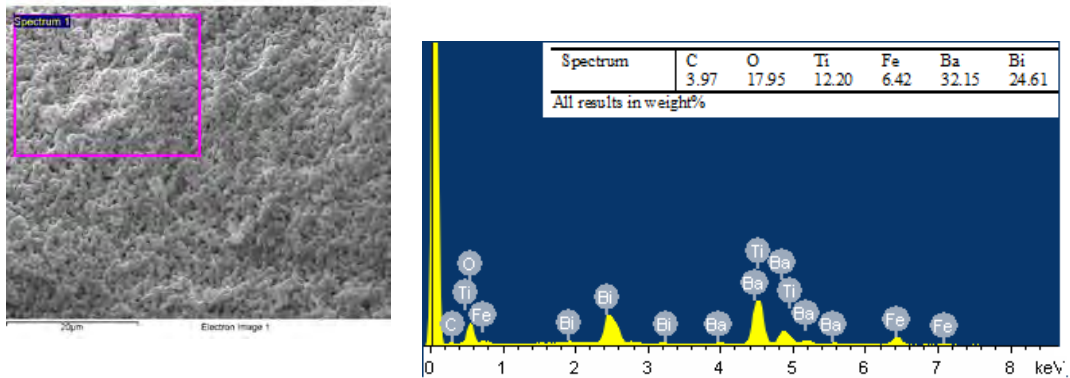 Spectrum 1
20µm Electron Image 1
Spectrum C O Ti Fe Ba Bi
3.97 17.95 12.20 6.42 32.15 24.61
All results in weight%
O
Ti
C
Fe
Bi
Bi
Bi
Ba
Ti
Ba
Ba
Ti
Ba
Ba
Fe
Fe
0 1 2 3 4 5 6 7 8 keV